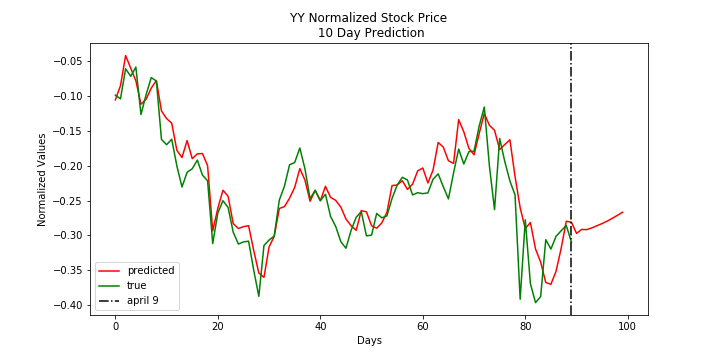 YY Normalized Stock Price
10 Day Prediction
Normalized Values
−0.05
−0.10
−0.15
−0.20
−0.25
−0.30
−0.35
−0.40
predicted
true
april 9
0 20 40 60 80 100
Days